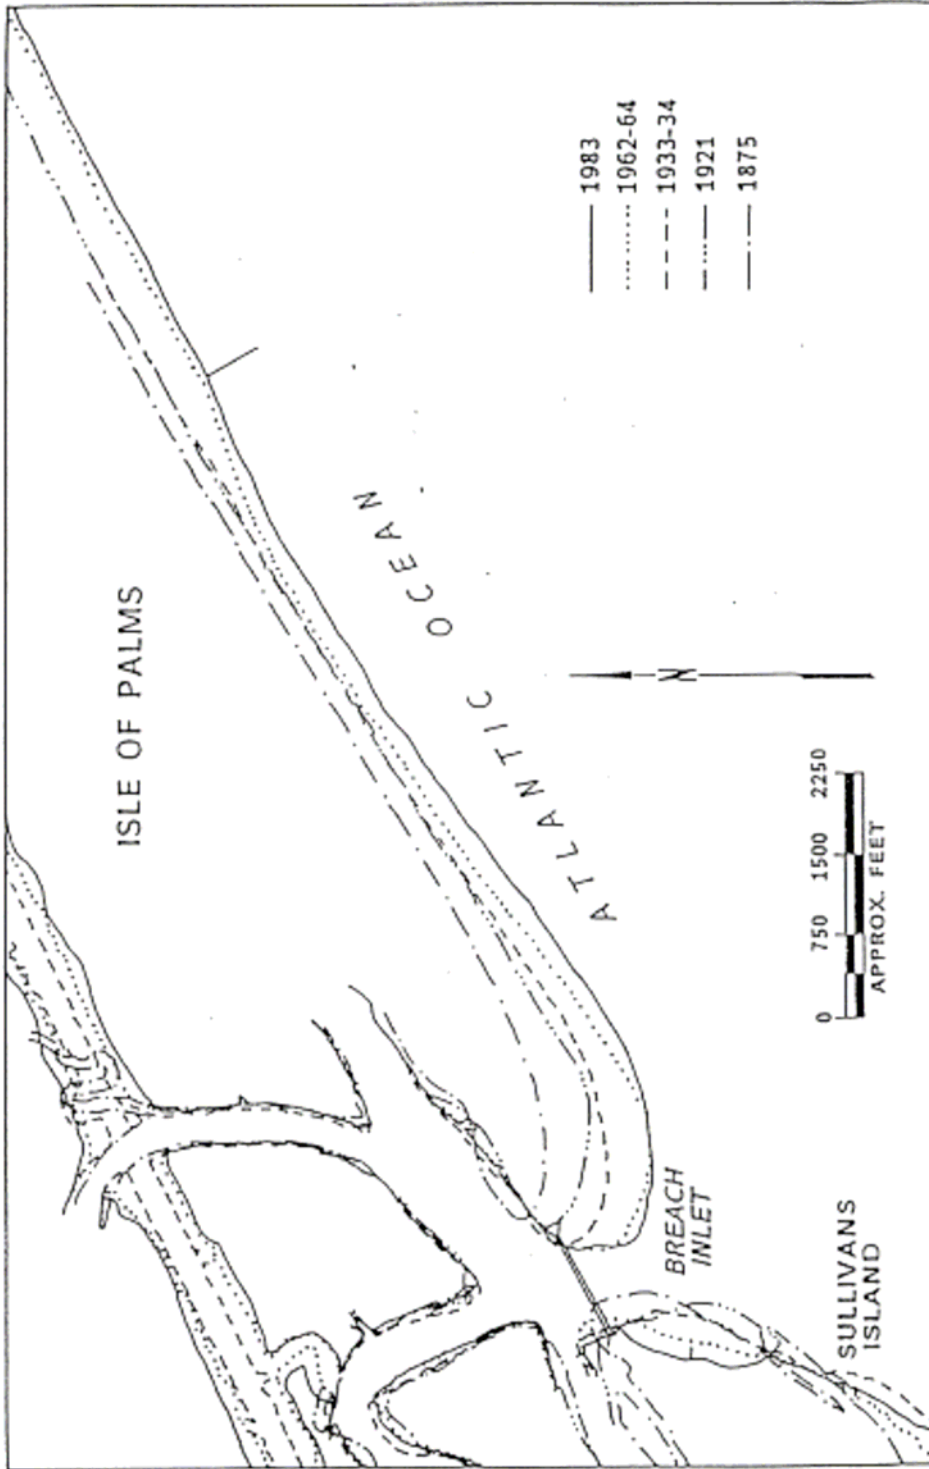 ISLE OF PALMS
ATLANTIC OCEAN
1983
1962-64
1933-34
1921
1875
N
0 750 1500 2250
APPROX. FEET
BREACH
INLET
SULLIVANS
ISLAND